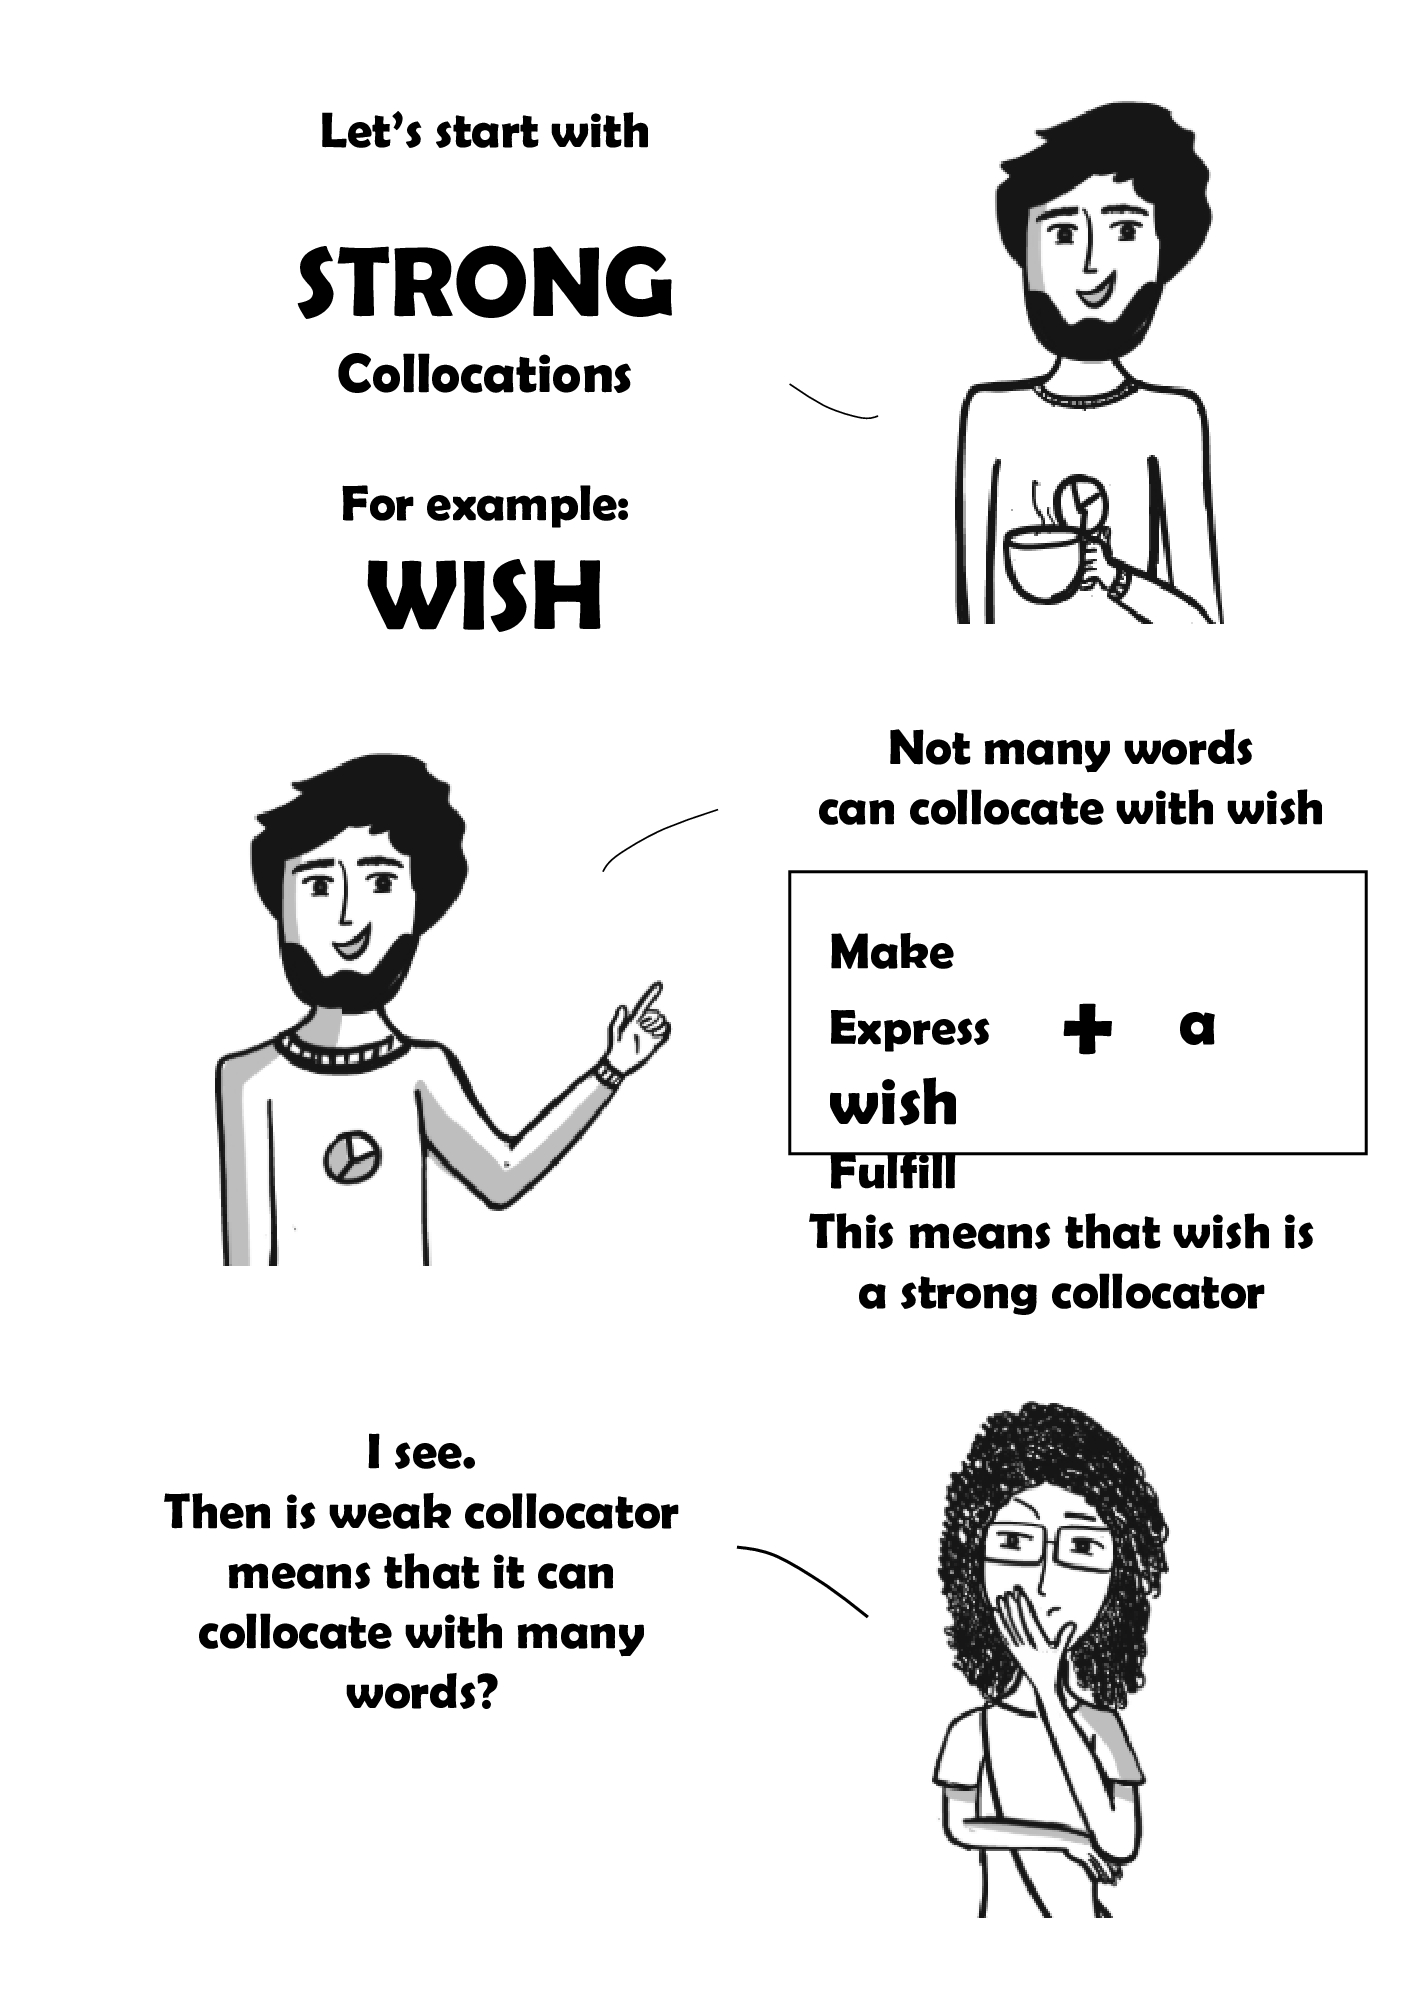 Let's start with
STRONG
Collocations
For example:
WISH
Not many words
can collocate with wish
Make
Express + a
wish
Fulfill
This means that wish is
a strong collocator
I see.
Then is weak collocator
means that it can
collocate with many
words?